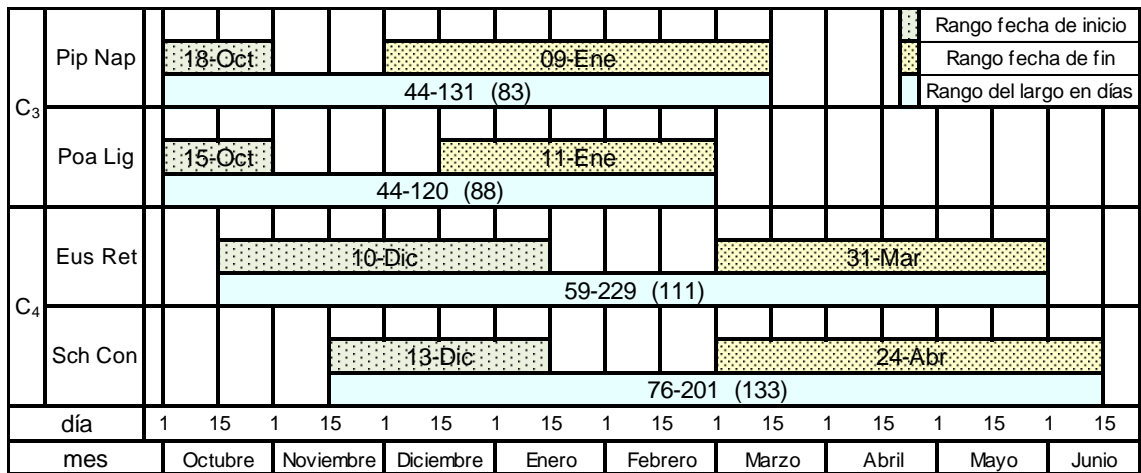 Rango fecha de inicio
Pip Nap 18-Oct 09-Ene Rango fecha de fin
44-131 (83) Rango del largo en días
C₃
Poa Lig 15-Oct 11-Ene
44-120 (88)
Eus Ret 10-Dic 31-Mar
59-229 (111)
C₄
Sch Con 13-Dic 24-Abr
76-201 (133)
día 1 15 1 15 1 15 1 15 1 15 1 15 1 15 1 15 1 15
mes Octubre Noviembre Diciembre Enero Febrero Marzo Abril Mayo Junio